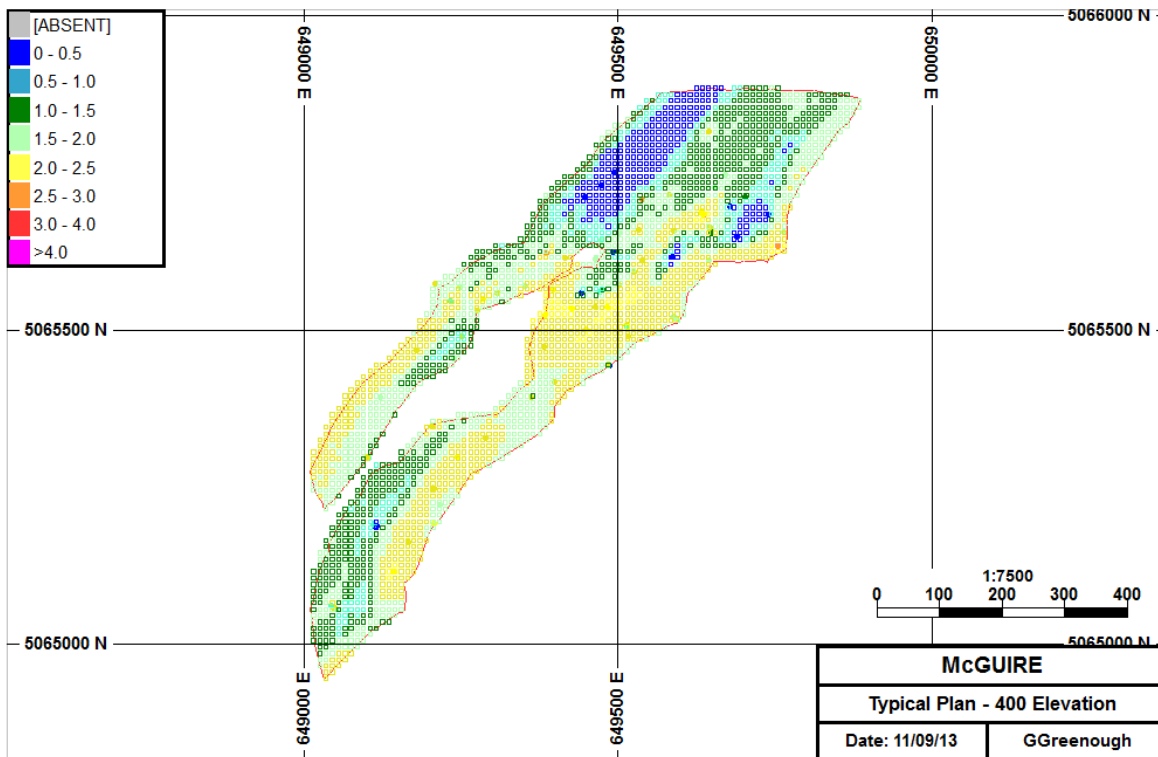 [ABSENT]
0 - 0.5
0.5 - 1.0
1.0 - 1.5
1.5 - 2.0
2.0 - 2.5
2.5 - 3.0
3.0 - 4.0
>4.0
649000 E
649500 E
650000 E
5066000 N
5065500 N
5065500 N
5065000 N
5065000 N
649000 E
649500 E
1:7500
0 100 200 300 400
McGUIRE
Typical Plan - 400 Elevation
Date: 11/09/13
GGreenough